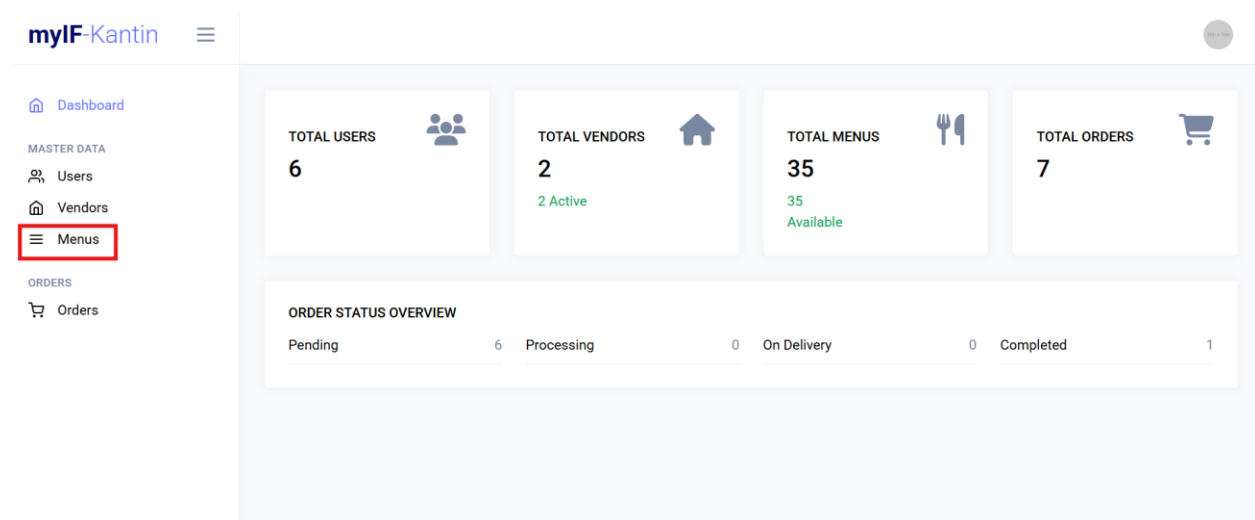 myIF-Kantin
Dashboard
MASTER DATA
Users
Vendors
Menus
ORDERS
Orders
TOTAL USERS
6
TOTAL VENDORS
2
2 Active
TOTAL MENUS
35
35
Available
TOTAL ORDERS
7
ORDER STATUS OVERVIEW
Pending 6 Processing 0 On Delivery 0 Completed 1